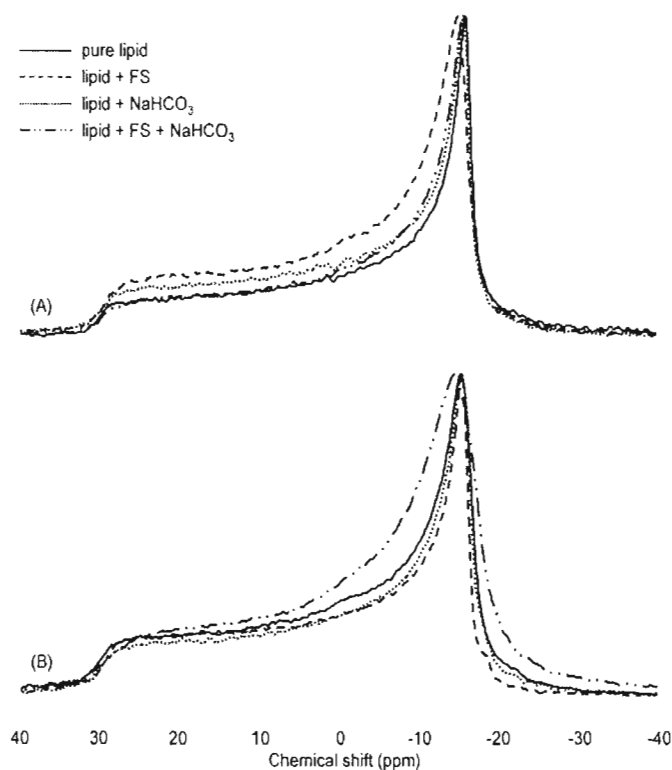 pure lipid
lipid + FS
lipid + NaHCO₃
lipid + FS + NaHCO₃
(A)
(B)
40 30 20 10 0 -10 -20 -30 -40
Chemical shift (ppm)